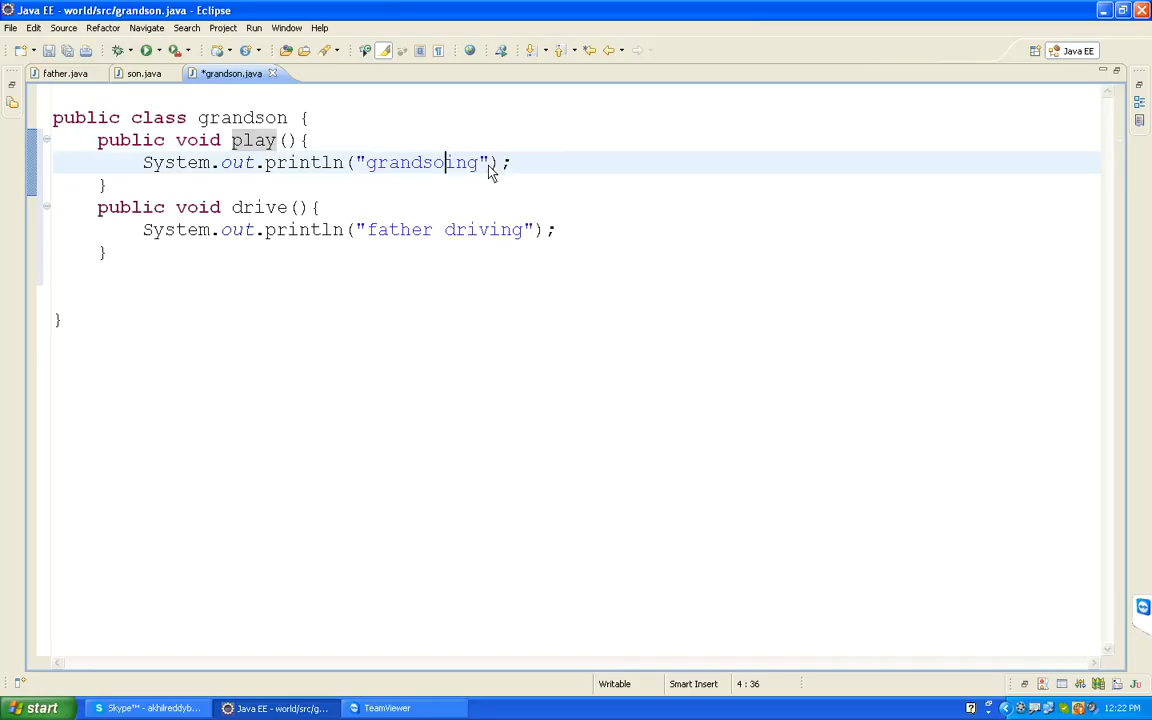 Java EE - world/src/grandson.java - Eclipse
File Edit Source Refactor Navigate Search Project Run Window Help
Java EE
father.java son.java *grandson.java
public class grandson {
public void play(){
System.out.println("grandsoing");
}
public void drive(){
System.out.println("father driving");
}
}
Writable Smart Insert 4 : 36
start Skype™ - akhilreddyb... Java EE - world/src/g... TeamViewer 12:22 PM